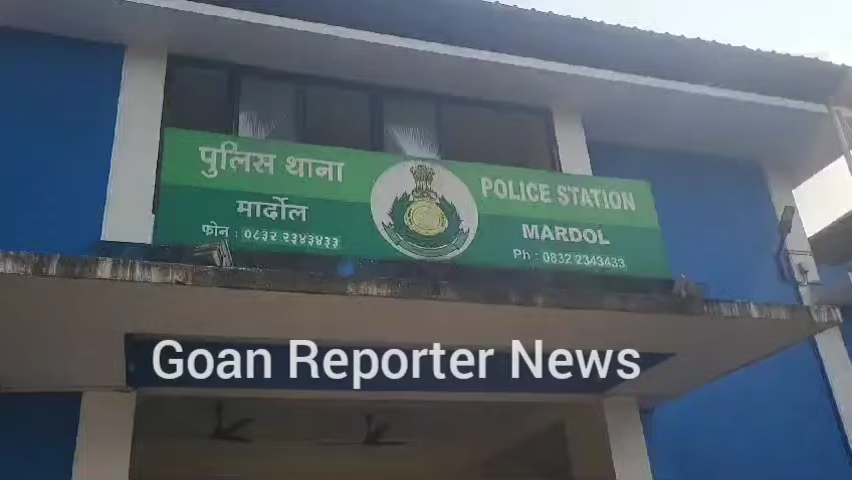 पुलिस थाना
मार्दोल
फोन : ०८३२ २३४३४३३
POLICE STATION
MARDOL
Ph : 0832 2343433
Goan Reporter News